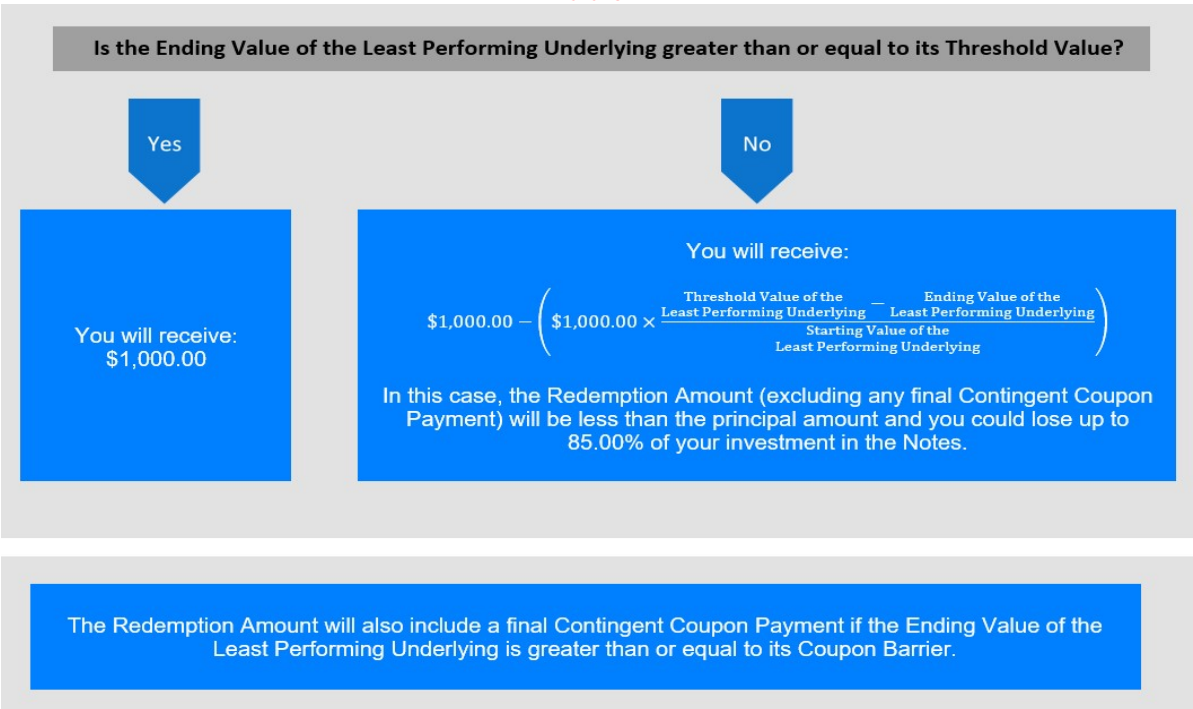 Is the Ending Value of the Least Performing Underlying greater than or equal to its Threshold Value?
Yes
No
You will receive:
$1,000.00
You will receive:
$1,000.00 − ($1,000.00 × (Threshold Value of the Least Performing Underlying − Ending Value of the Least Performing Underlying) / Starting Value of the Least Performing Underlying)
In this case, the Redemption Amount (excluding any final Contingent Coupon
Payment) will be less than the principal amount and you could lose up to
85.00% of your investment in the Notes.
The Redemption Amount will also include a final Contingent Coupon Payment if the Ending Value of the
Least Performing Underlying is greater than or equal to its Coupon Barrier.